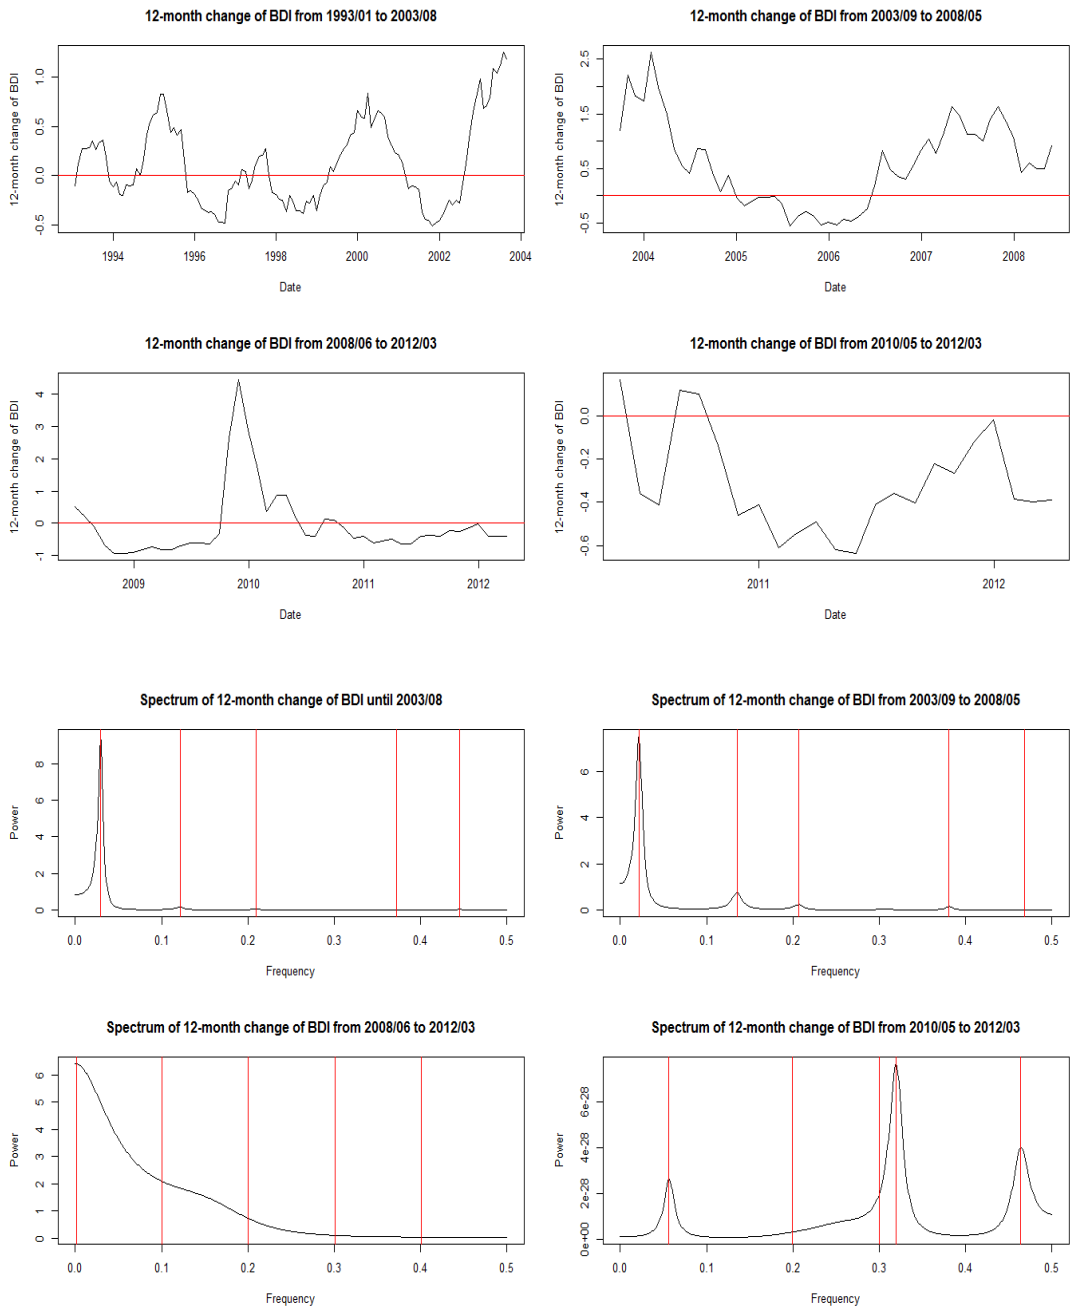 12-month change of BDI from 1993/01 to 2003/08
12-month change of BDI
1.0
0.5
0.0
-0.5
1994
1996
1998
2000
2002
2004
Date
12-month change of BDI from 2003/09 to 2008/05
12-month change of BDI
2.5
1.5
0.5
-0.5
2004
2005
2006
2007
2008
Date
12-month change of BDI from 2008/06 to 2012/03
12-month change of BDI
4
3
2
1
0
-1
2009
2010
2011
2012
Date
12-month change of BDI from 2010/05 to 2012/03
12-month change of BDI
0.0
-0.2
-0.4
-0.6
2011
2012
Date
Spectrum of 12-month change of BDI until 2003/08
Power
8
6
4
2
0
0.0
0.1
0.2
0.3
0.4
0.5
Frequency
Spectrum of 12-month change of BDI from 2003/09 to 2008/05
Power
6
4
2
0
0.0
0.1
0.2
0.3
0.4
0.5
Frequency
Spectrum of 12-month change of BDI from 2008/06 to 2012/03
Power
6
5
4
3
2
1
0
0.0
0.1
0.2
0.3
0.4
0.5
Frequency
Spectrum of 12-month change of BDI from 2010/05 to 2012/03
Power
6e-28
4e-28
2e-28
0e+00
0.0
0.1
0.2
0.3
0.4
0.5
Frequency